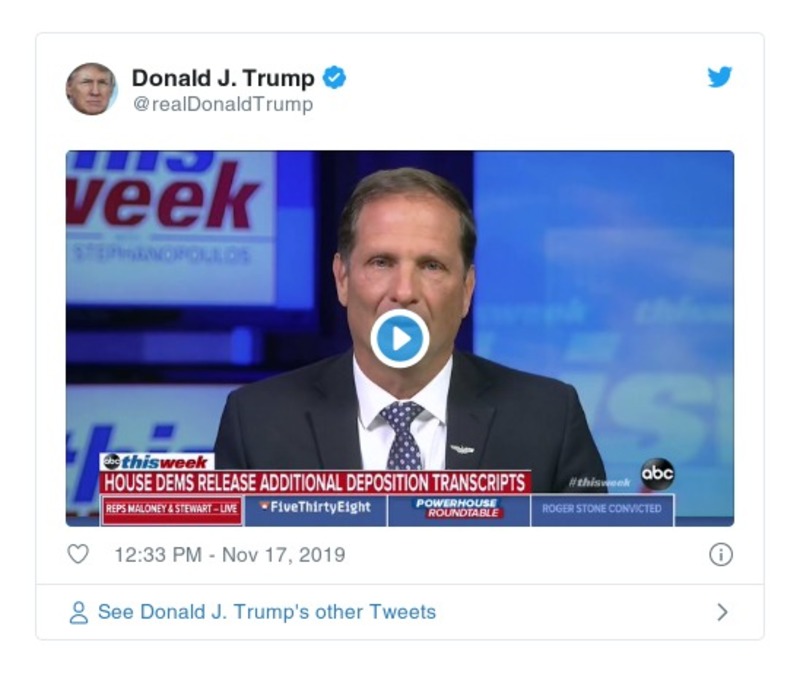 Donald J. Trump
@realDonaldTrump
this
week
STEPHANOPOULOS
abc thisweek
HOUSE DEMS RELEASE ADDITIONAL DEPOSITION TRANSCRIPTS
#thisweek
abc
REPS MALONEY & STEWART – LIVE
FiveThirtyEight
POWERHOUSE
ROUNDTABLE
ROGER STONE CONVICTED
12:33 PM - Nov 17, 2019
See Donald J. Trump's other Tweets